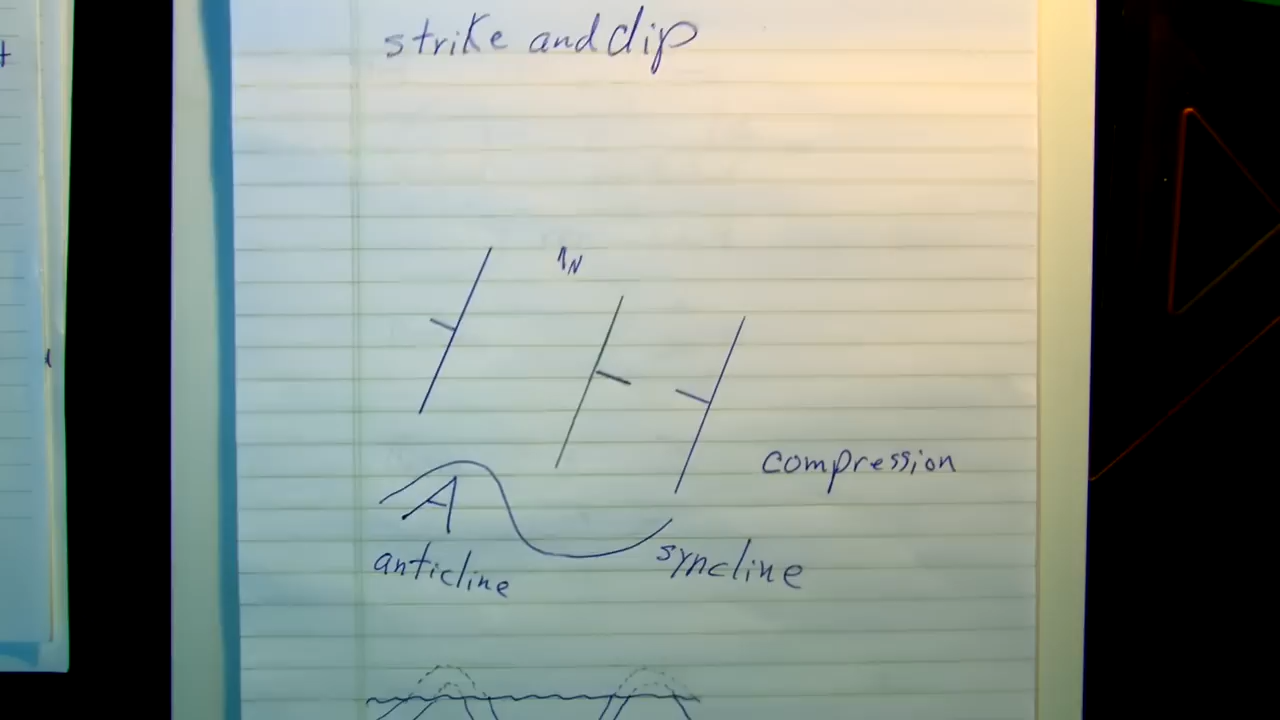 strike and dip
N
compression
A
anticline
syncline